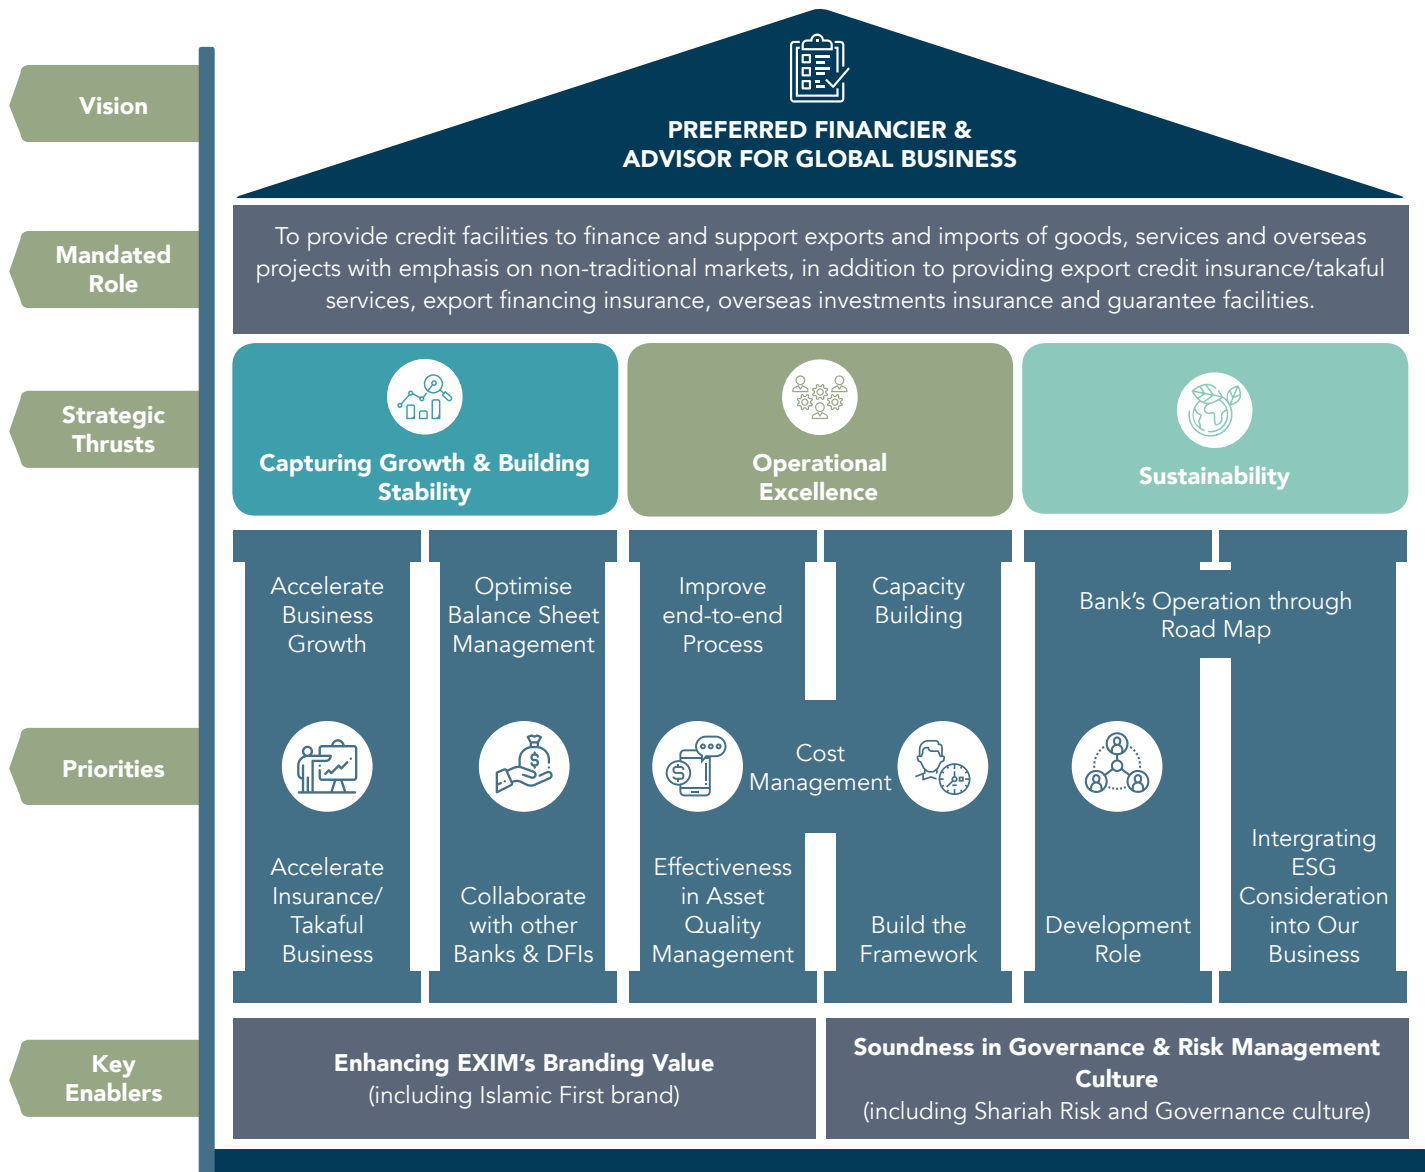 Vision
PREFERRED FINANCIER &
ADVISOR FOR GLOBAL BUSINESS
Mandated
Role
To provide credit facilities to finance and support exports and imports of goods, services and overseas
projects with emphasis on non-traditional markets, in addition to providing export credit insurance/takaful
services, export financing insurance, overseas investments insurance and guarantee facilities.
Strategic
Thrusts
Capturing Growth & Building
Stability
Operational
Excellence
Sustainability
Priorities
Accelerate
Business
Growth
Accelerate
Insurance/
Takaful
Business
Optimise
Balance Sheet
Management
$
Collaborate
with other
Banks & DFIs
Improve
end-to-end
Process
$
Effectiveness
in Asset
Quality
Management
Cost
Management
Capacity
Building
Build the
Framework
Bank's Operation through
Road Map
Development
Role
Intergrating
ESG
Consideration
into Our
Business
Key
Enablers
Enhancing EXIM's Branding Value
(including Islamic First brand)
Soundness in Governance & Risk Management
Culture
(including Shariah Risk and Governance culture)